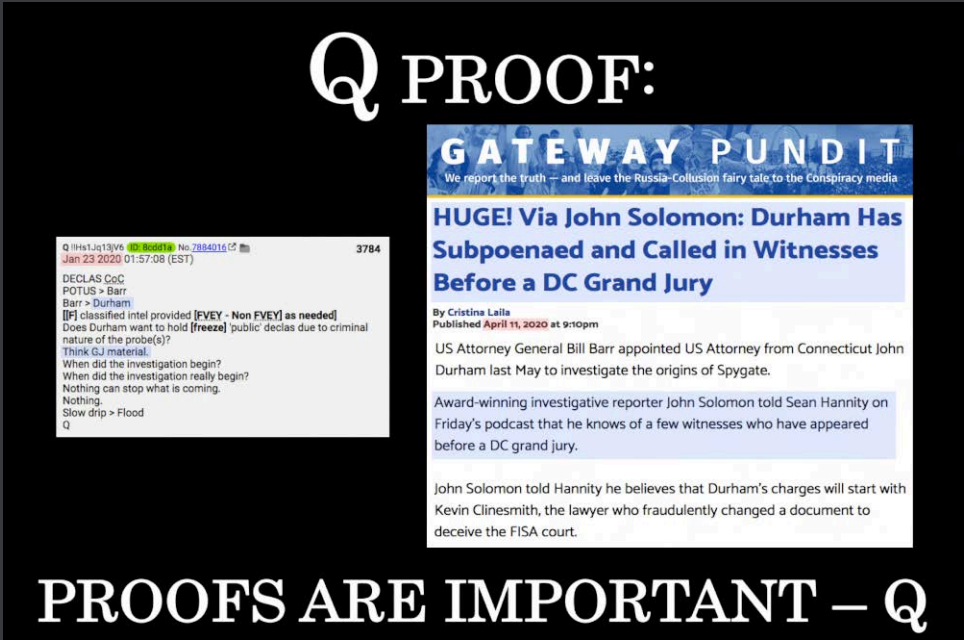 Q PROOF:
Q !!Hs1Jq13jV6 ID: 8cdd1a No.7884016 3784
Jan 23 2020 01:57:08 (EST)
DECLAS CoC
POTUS > Barr
Barr > Durham
[[F] classified intel provided [FVEY - Non FVEY] as needed]
Does Durham want to hold [freeze] 'public' declas due to criminal
nature of the probe(s)?
Think GJ material.
When did the investigation begin?
When did the investigation really begin?
Nothing can stop what is coming.
Nothing.
Slow drip > Flood
Q
GATEWAY PUNDIT
We report the truth — and leave the Russia-Collusion fairy tale to the Conspiracy media
HUGE! Via John Solomon: Durham Has
Subpoenaed and Called in Witnesses
Before a DC Grand Jury
By Cristina Laila
Published April 11, 2020 at 9:10pm
US Attorney General Bill Barr appointed US Attorney from Connecticut John
Durham last May to investigate the origins of Spygate.
Award-winning investigative reporter John Solomon told Sean Hannity on
Friday's podcast that he knows of a few witnesses who have appeared
before a DC grand jury.
John Solomon told Hannity he believes that Durham's charges will start with
Kevin Clinesmith, the lawyer who fraudulently changed a document to
deceive the FISA court.
PROOFS ARE IMPORTANT – Q